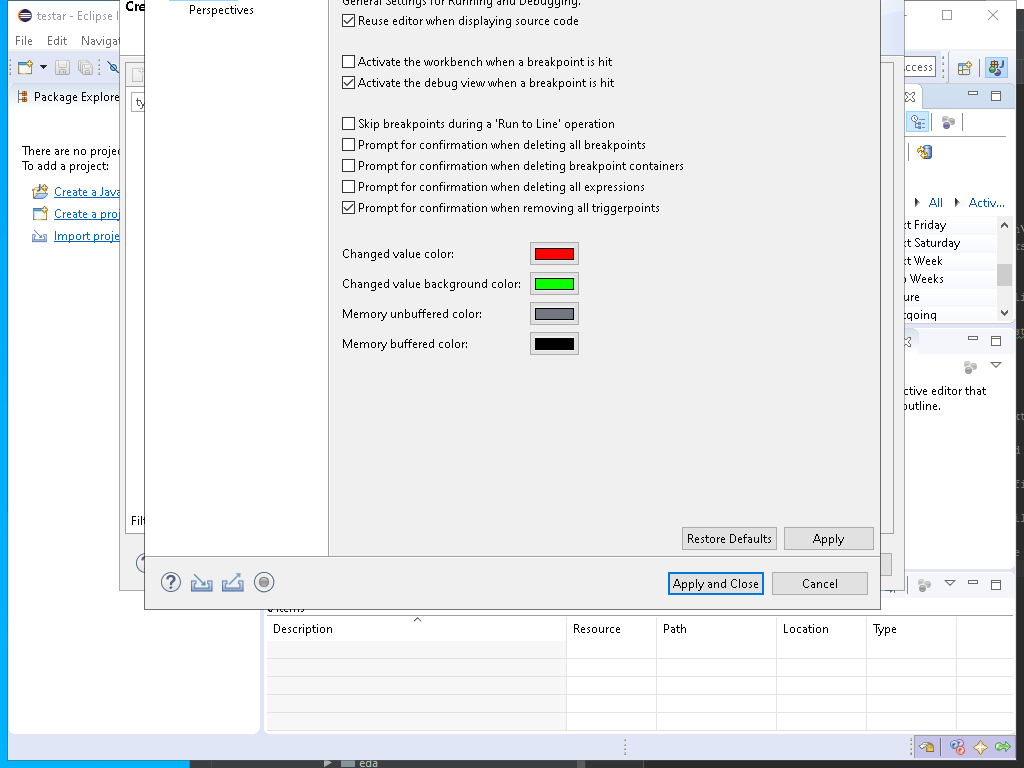 testar - Eclipse I
Cre
File Edit Navigat
Perspectives
General Settings for Running and Debugging.
Reuse editor when displaying source code
Activate the workbench when a breakpoint is hit
Activate the debug view when a breakpoint is hit
Skip breakpoints during a 'Run to Line' operation
Prompt for confirmation when deleting all breakpoints
Prompt for confirmation when deleting breakpoint containers
Prompt for confirmation when deleting all expressions
Prompt for confirmation when removing all triggerpoints
Changed value color:
Changed value background color:
Memory unbuffered color:
Memory buffered color:
Restore Defaults Apply
Apply and Close Cancel
Package Explore
ty
There are no projec
To add a project:
Create a Java
Create a proj
Import proje
Filt
ccess
All Activ...
xt Friday
xt Saturday
xt Week
o Weeks
ure
tgoing
ctive editor that
outline.
0 items
Description Resource Path Location Type
eda